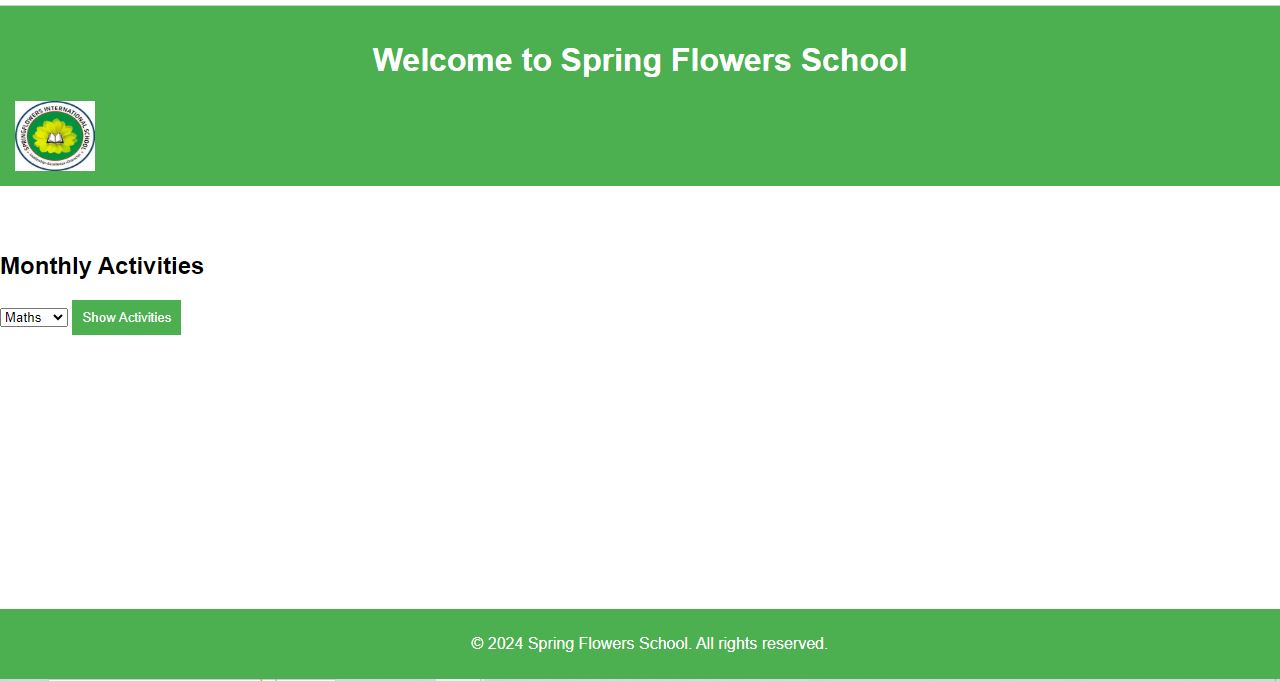 Welcome to Spring Flowers School
SPRINGFLOWERS INTERNATIONAL SCHOOL
Monthly Activities
Maths
Show Activities
© 2024 Spring Flowers School. All rights reserved.